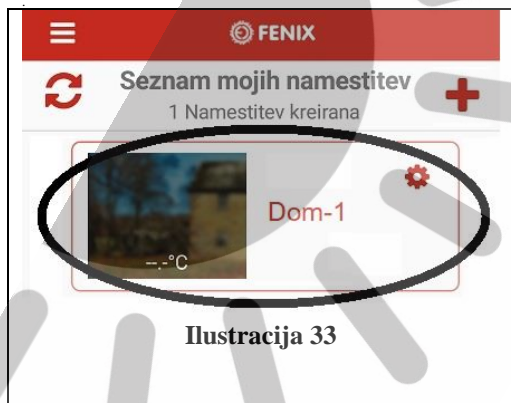 FENIX
Seznam mojih namestitev
1 Namestitev kreirana
Dom-1
--.-°C
Ilustracija 33